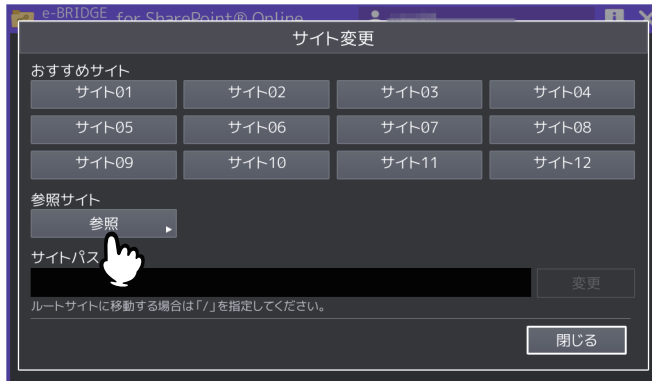 e-BRIDGE for SharePoint® Online
サイト変更
おすすめサイト
サイト01 サイト02 サイト03 サイト04
サイト05 サイト06 サイト07 サイト08
サイト09 サイト10 サイト11 サイト12
参照サイト
参照
サイトパス
変更
ルートサイトに移動する場合は「/」を指定してください。
閉じる